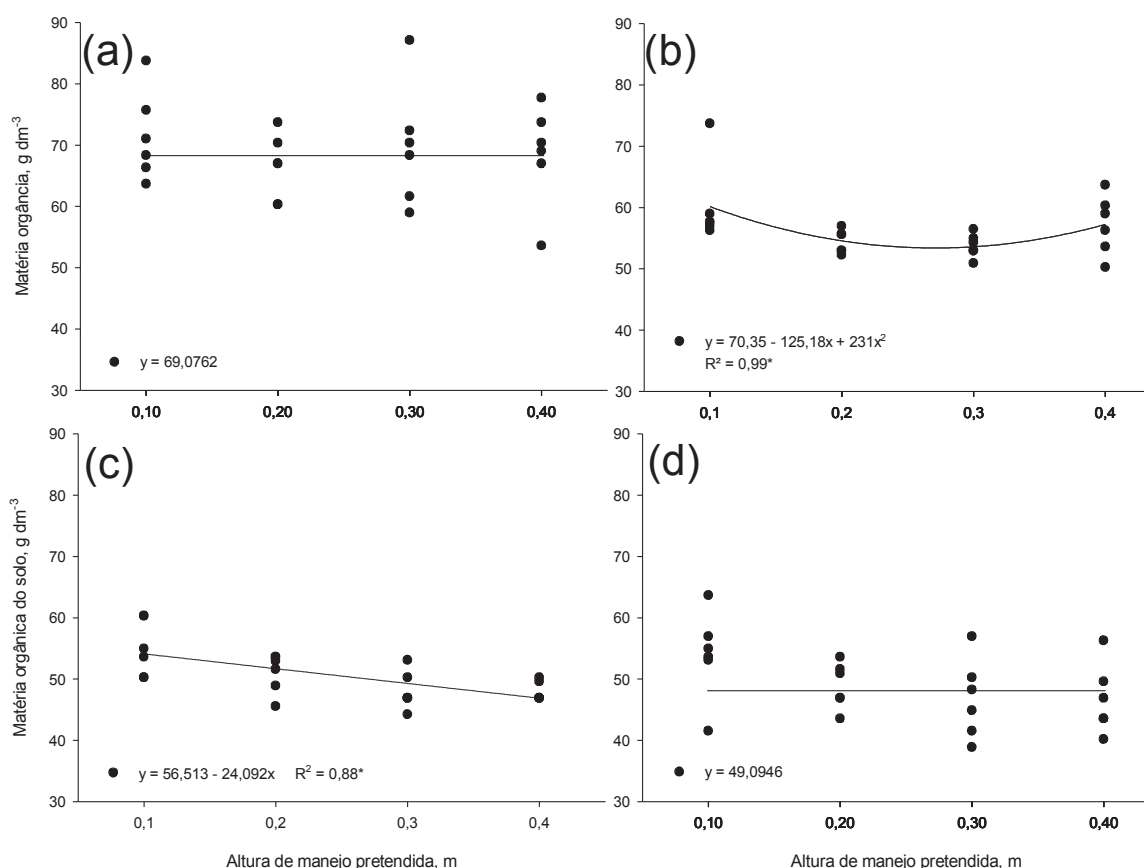 (a)
90
80
70
60
50
40
30
Matéria orgância, g dm⁻³
y = 69,0762
0,10 0,20 0,30 0,40
(b)
90
80
70
60
50
40
30
y = 70,35 - 125,18x + 231x²
R² = 0,99*
0,1 0,2 0,3 0,4
(c)
90
80
70
60
50
40
30
Matéria orgânica do solo, g dm⁻³
y = 56,513 - 24,092x R² = 0,88*
0,1 0,2 0,3 0,4
Altura de manejo pretendida, m
(d)
90
80
70
60
50
40
30
y = 49,0946
0,10 0,20 0,30 0,40
Altura de manejo pretendida, m